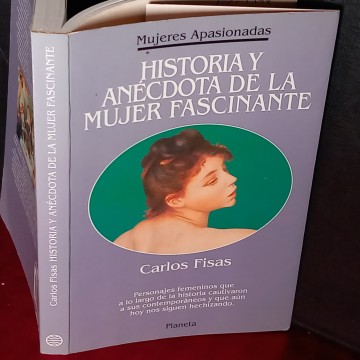 Mujeres Apasionadas
HISTORIA Y
ANÉCDOTA DE LA
MUJER FASCINANTE
Carlos Fisas
Personajes femeninos que
a lo largo de la historia cautivaron
a sus contemporáneos y que aún
hoy nos siguen hechizando.
Planeta
Carlos Fisas HISTORIA Y ANÉCDOTA DE LA MUJER FASCINANTE